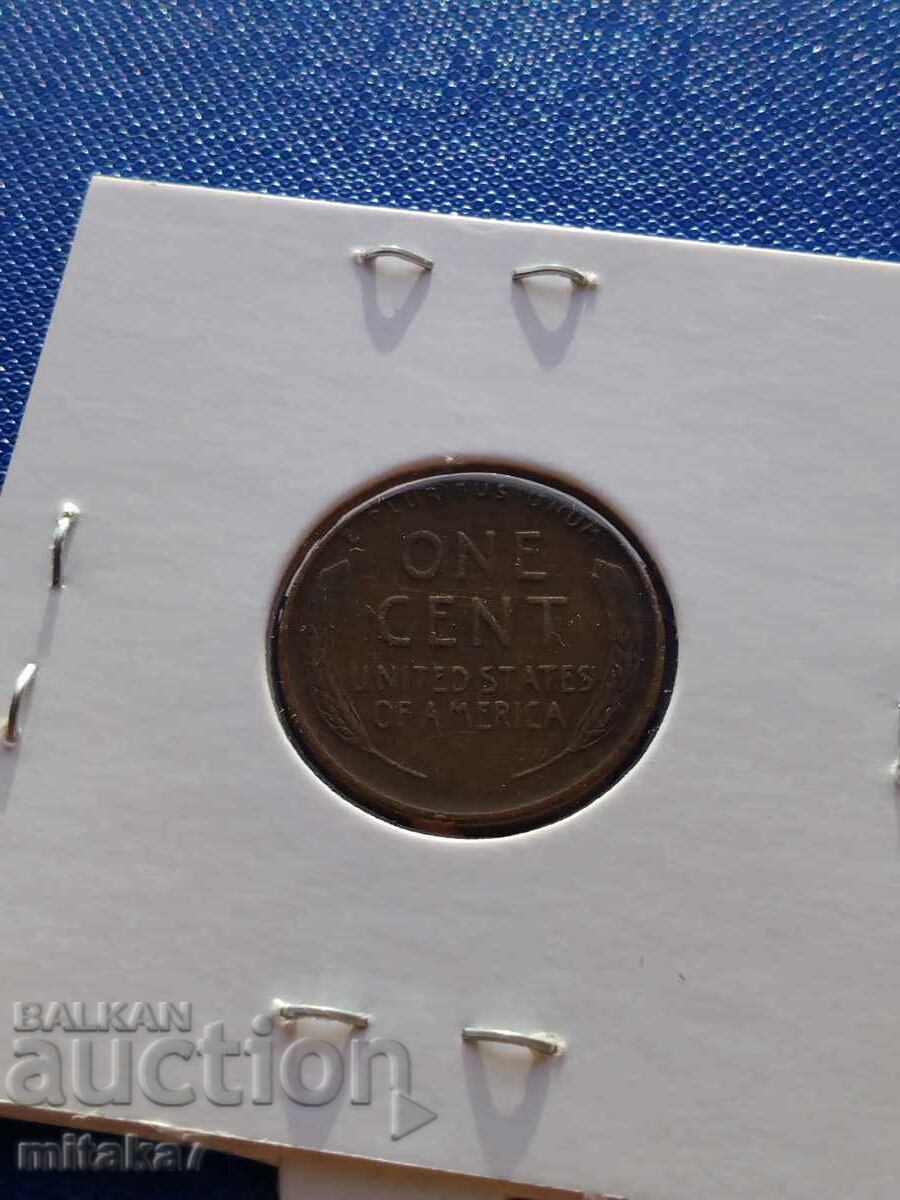 E PLURIBUS UNUM
ONE
CENT
UNITED STATES
OF AMERICA
BALKAN
auction
mitaka7